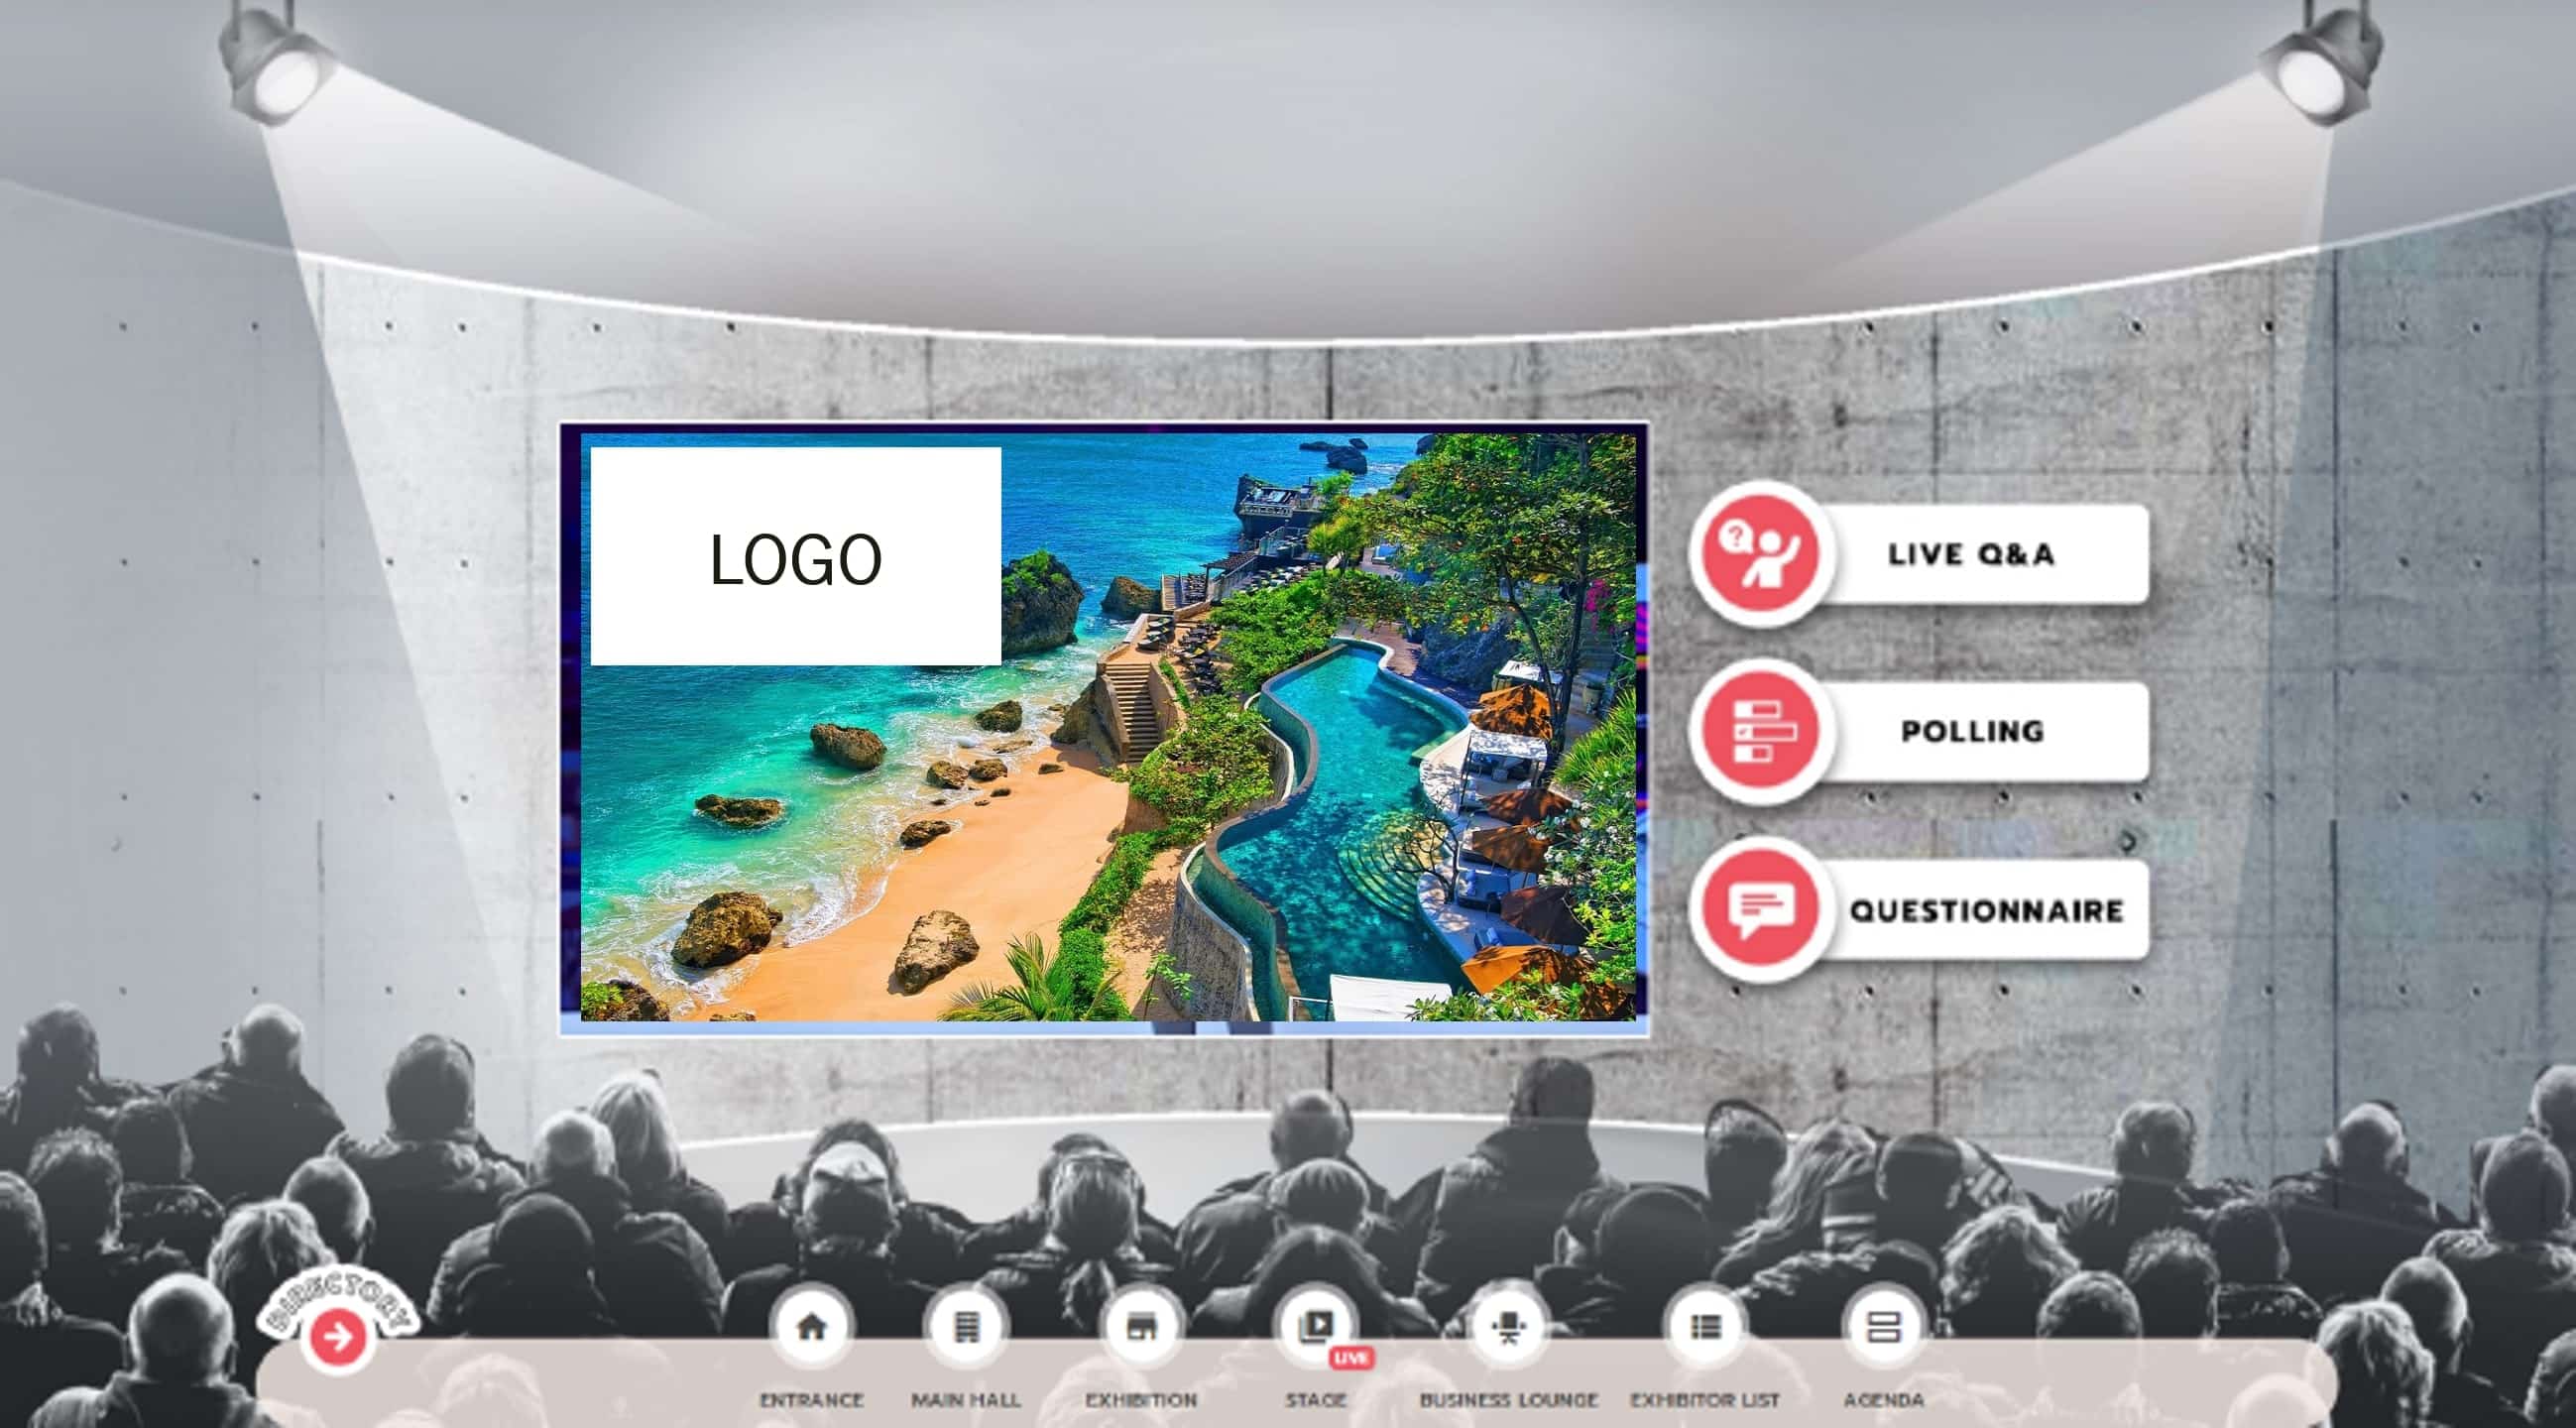 LOGO
LIVE Q&A
POLLING
QUESTIONNAIRE
DIRECTORY
LIVE
ENTRANCE
MAIN HALL
EXHIBITION
STAGE
BUSINESS LOUNGE
EXHIBITOR LIST
AGENDA